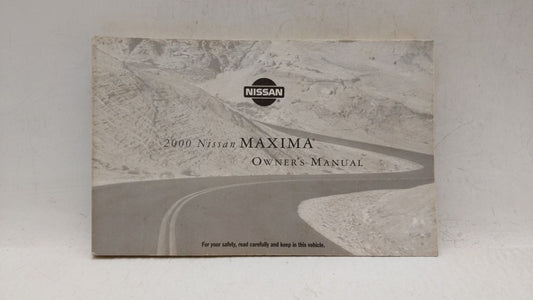 NISSAN
2000 Nissan MAXIMA®
OWNER'S MANUAL
For your safety, read carefully and keep in this vehicle.